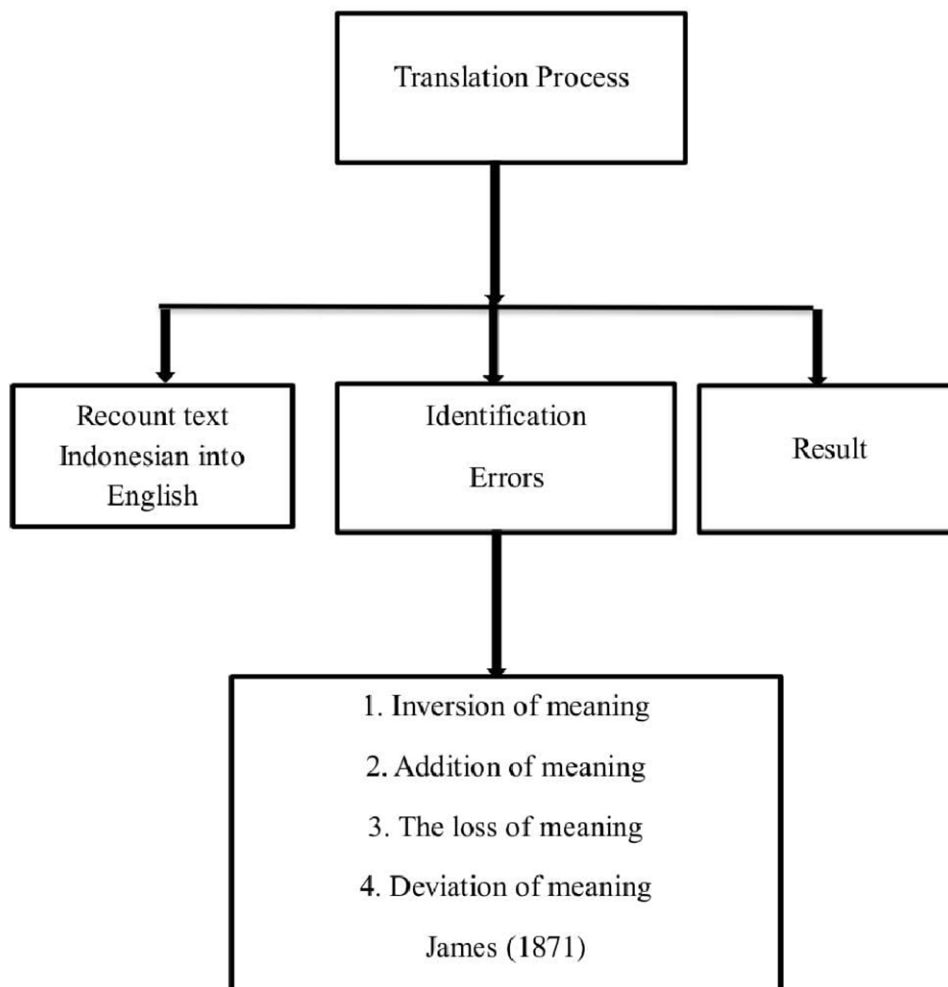 Translation Process
Recount text
Indonesian into
English
Identification
Errors
Result
1. Inversion of meaning
2. Addition of meaning
3. The loss of meaning
4. Deviation of meaning
James (1871)